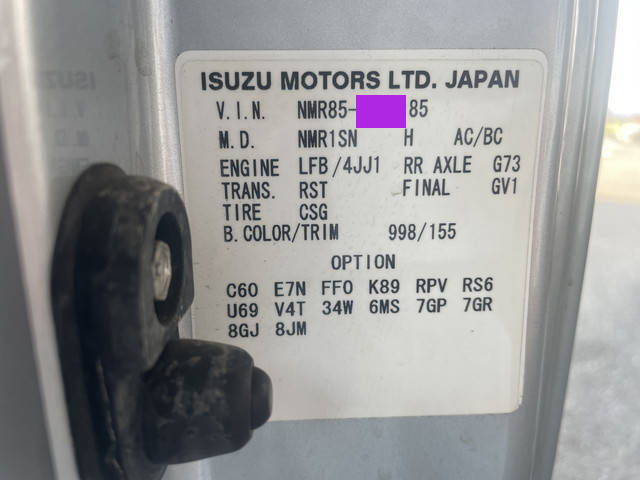 ISUZU MOTORS LTD. JAPAN
V.I.N. NMR85- 85
M.D. NMR1SN H AC/BC
ENGINE LFB/4JJ1 RR AXLE G73
TRANS. RST FINAL GV1
TIRE CSG
B.COLOR/TRIM 998/155
OPTION
C60 E7N FF0 K89 RPV RS6
U69 V4T 34W 6MS 7GP 7GR
8GJ 8JM